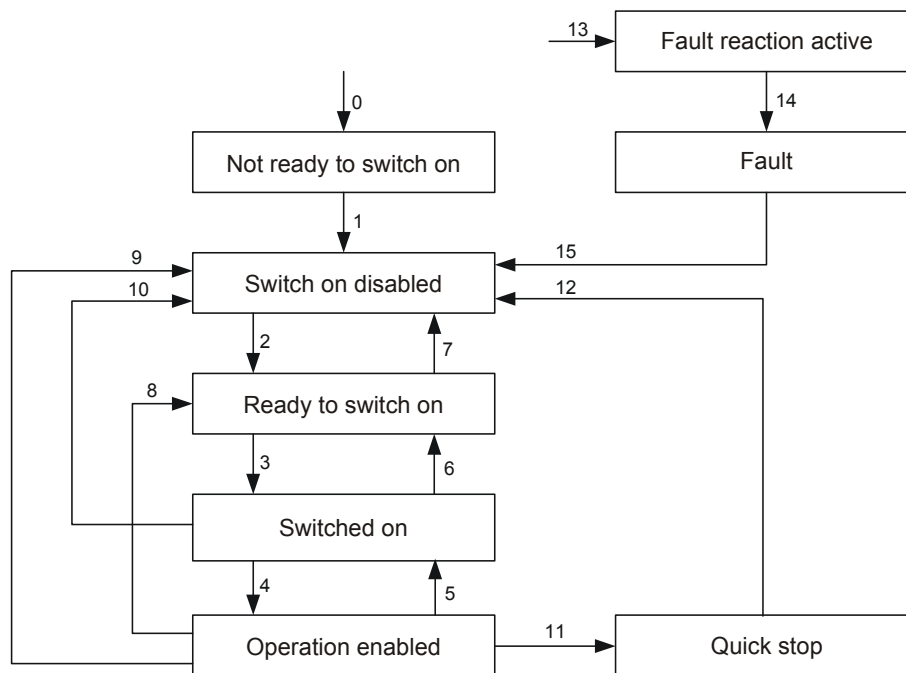 13
Fault reaction active
0
14
Not ready to switch on
Fault
1
9
15
Switch on disabled
10
12
2
7
8
Ready to switch on
3
6
Switched on
4
5
Operation enabled
11
Quick stop